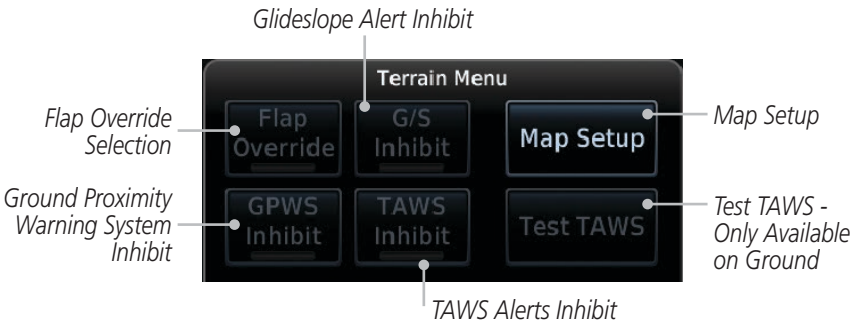 Glideslope Alert Inhibit
Terrain Menu
Flap Override
Selection
Flap
Override
G/S
Inhibit
Map Setup
Map Setup
Ground Proximity
Warning System
Inhibit
GPWS
Inhibit
TAWS
Inhibit
Test TAWS
Test TAWS -
Only Available
on Ground
TAWS Alerts Inhibit